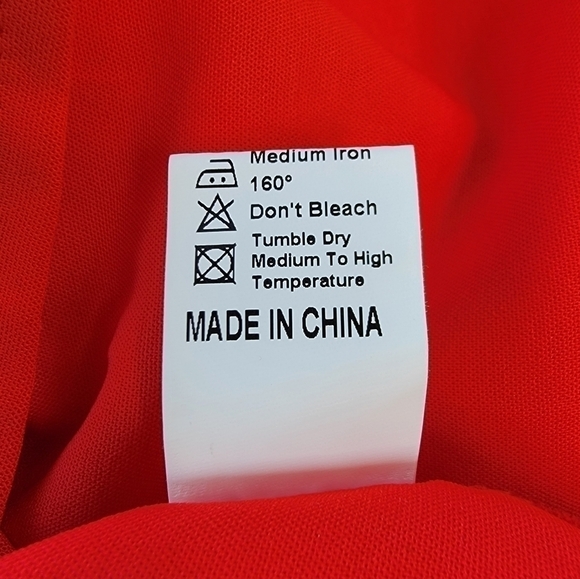 Medium Iron
160°
Don't Bleach
Tumble Dry
Medium To High
Temperature
MADE IN CHINA